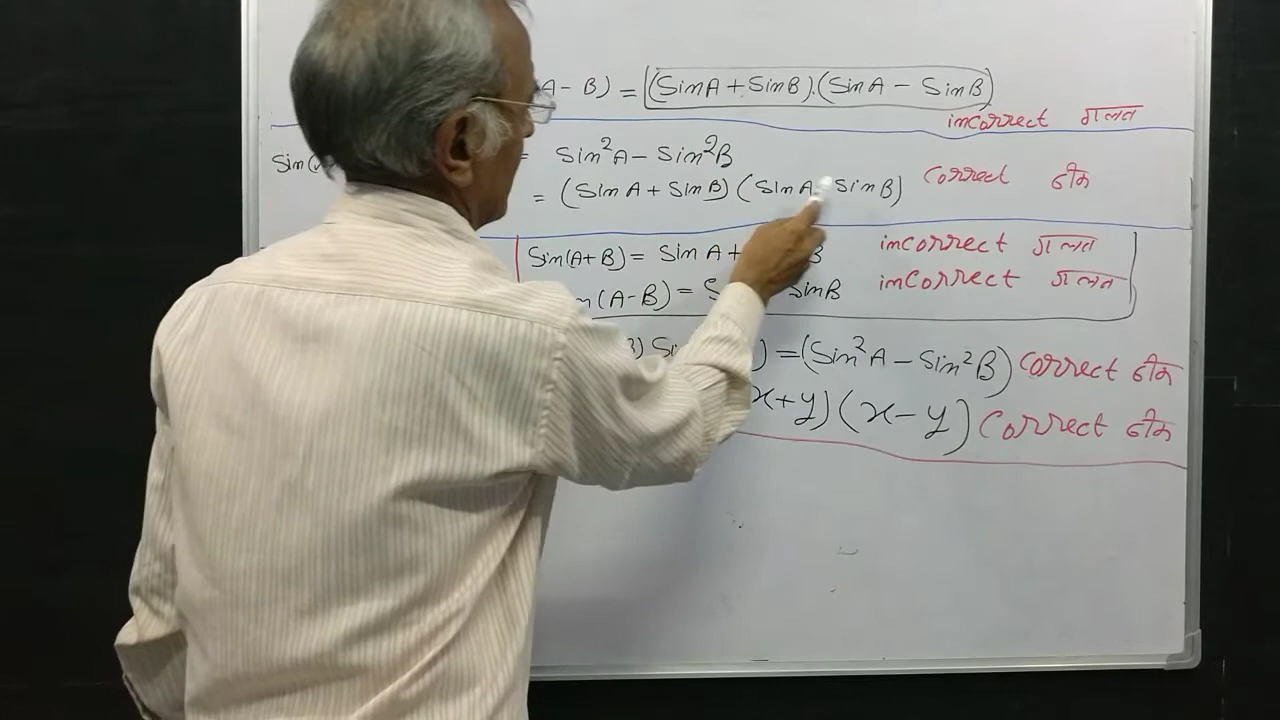 A-B) = (SinA + SinB).(SinA - SinB)
incorrect गलत
Sin( = Sin²A - Sin²B
= (SinA + SinB) (SinA SinB) correct ठीक
Sin(A+B) = SinA + B incorrect गलत
(A-B) = SinB incorrect गलत
) = (Sin²A - Sin²B) correct ठीक
x+y) (x-y) correct ठीक